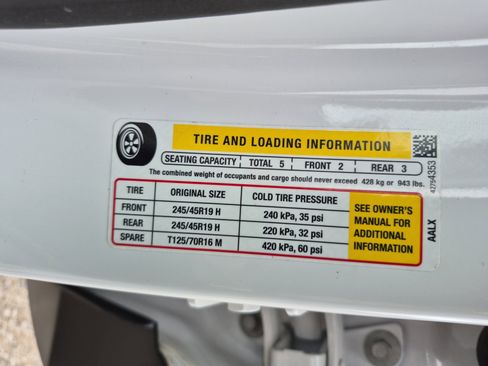 TIRE AND LOADING INFORMATION
SEATING CAPACITY TOTAL 5 FRONT 2 REAR 3
The combined weight of occupants and cargo should never exceed 428 kg or 943 lbs.
TIRE ORIGINAL SIZE COLD TIRE PRESSURE
FRONT 245/45R19 H 240 kPa, 35 psi
REAR 245/45R19 H 220 kPa, 32 psi
SPARE T125/70R16 M 420 kPa, 60 psi
SEE OWNER'S
MANUAL FOR
ADDITIONAL
INFORMATION
42754353
AALX